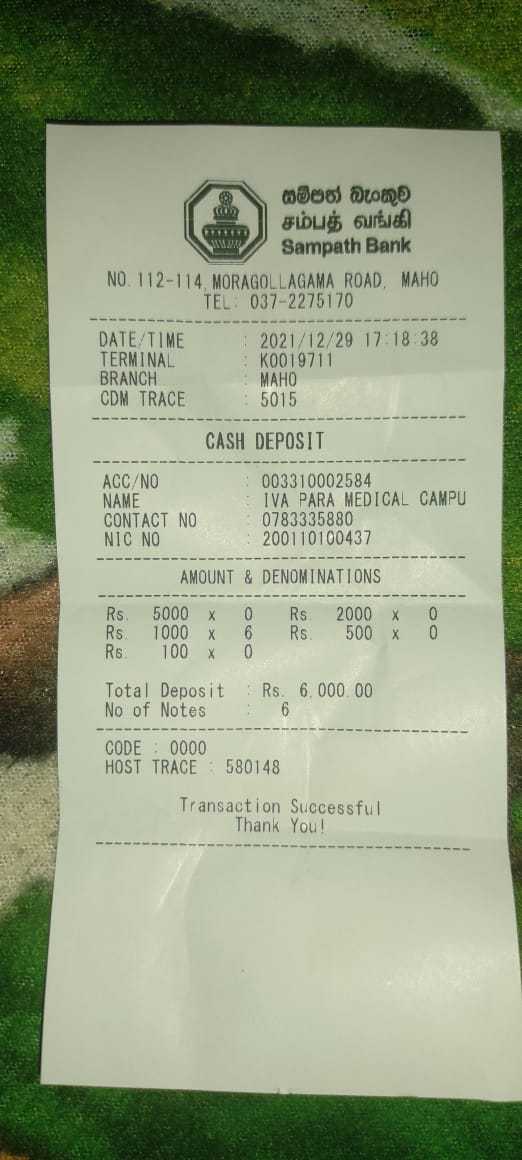 සම්පත් බැංකුව
சம்பத் வங்கி
Sampath Bank
NO. 112-114, MORAGOLLAGAMA ROAD, MAHO
TEL: 037-2275170
DATE/TIME : 2021/12/29 17:18:38
TERMINAL : K0019711
BRANCH : MAHO
CDM TRACE : 5015
CASH DEPOSIT
ACC/NO : 003310002584
NAME : IVA PARA MEDICAL CAMPU
CONTACT NO : 0783335880
NIC NO : 200110100437
AMOUNT & DENOMINATIONS
Rs. 5000 x 0 Rs. 2000 x 0
Rs. 1000 x 6 Rs. 500 x 0
Rs. 100 x 0
Total Deposit : Rs. 6,000.00
No of Notes : 6
CODE : 0000
HOST TRACE : 580148
Transaction Successful
Thank You!